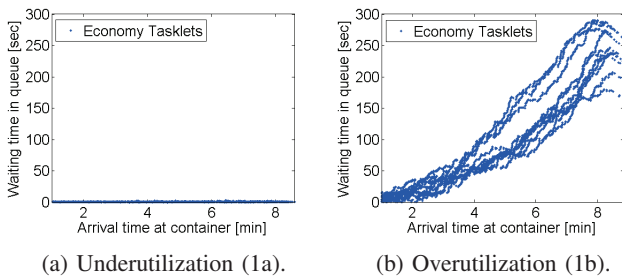 300
250
200
150
100
50
0
Waiting time in queue [sec]
Economy Tasklets
2 4 6 8
Arrival time at container [min]
(a) Underutilization (1a).
300
250
200
150
100
50
0
Waiting time in queue [sec]
Economy Tasklets
2 4 6 8
Arrival time at container [min]
(b) Overutilization (1b).